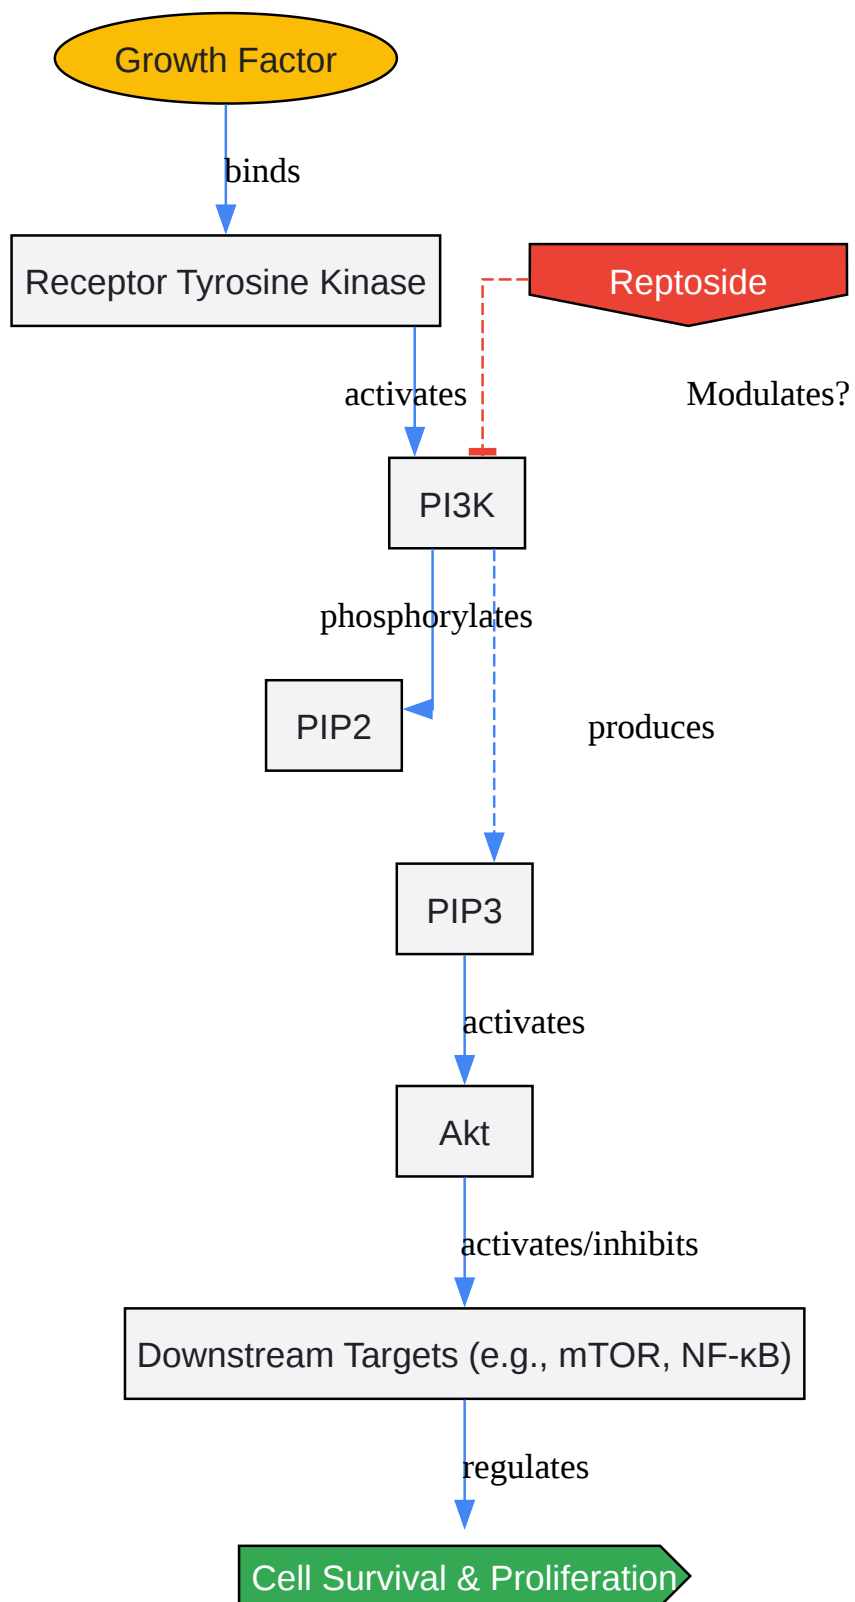 Growth Factor
binds
Receptor Tyrosine Kinase
Reptoside
activates
Modulates?
PI3K
phosphorylates
PIP2
produces
PIP3
activates
Akt
activates/inhibits
Downstream Targets (e.g., mTOR, NF-κB)
regulates
Cell Survival & Proliferation